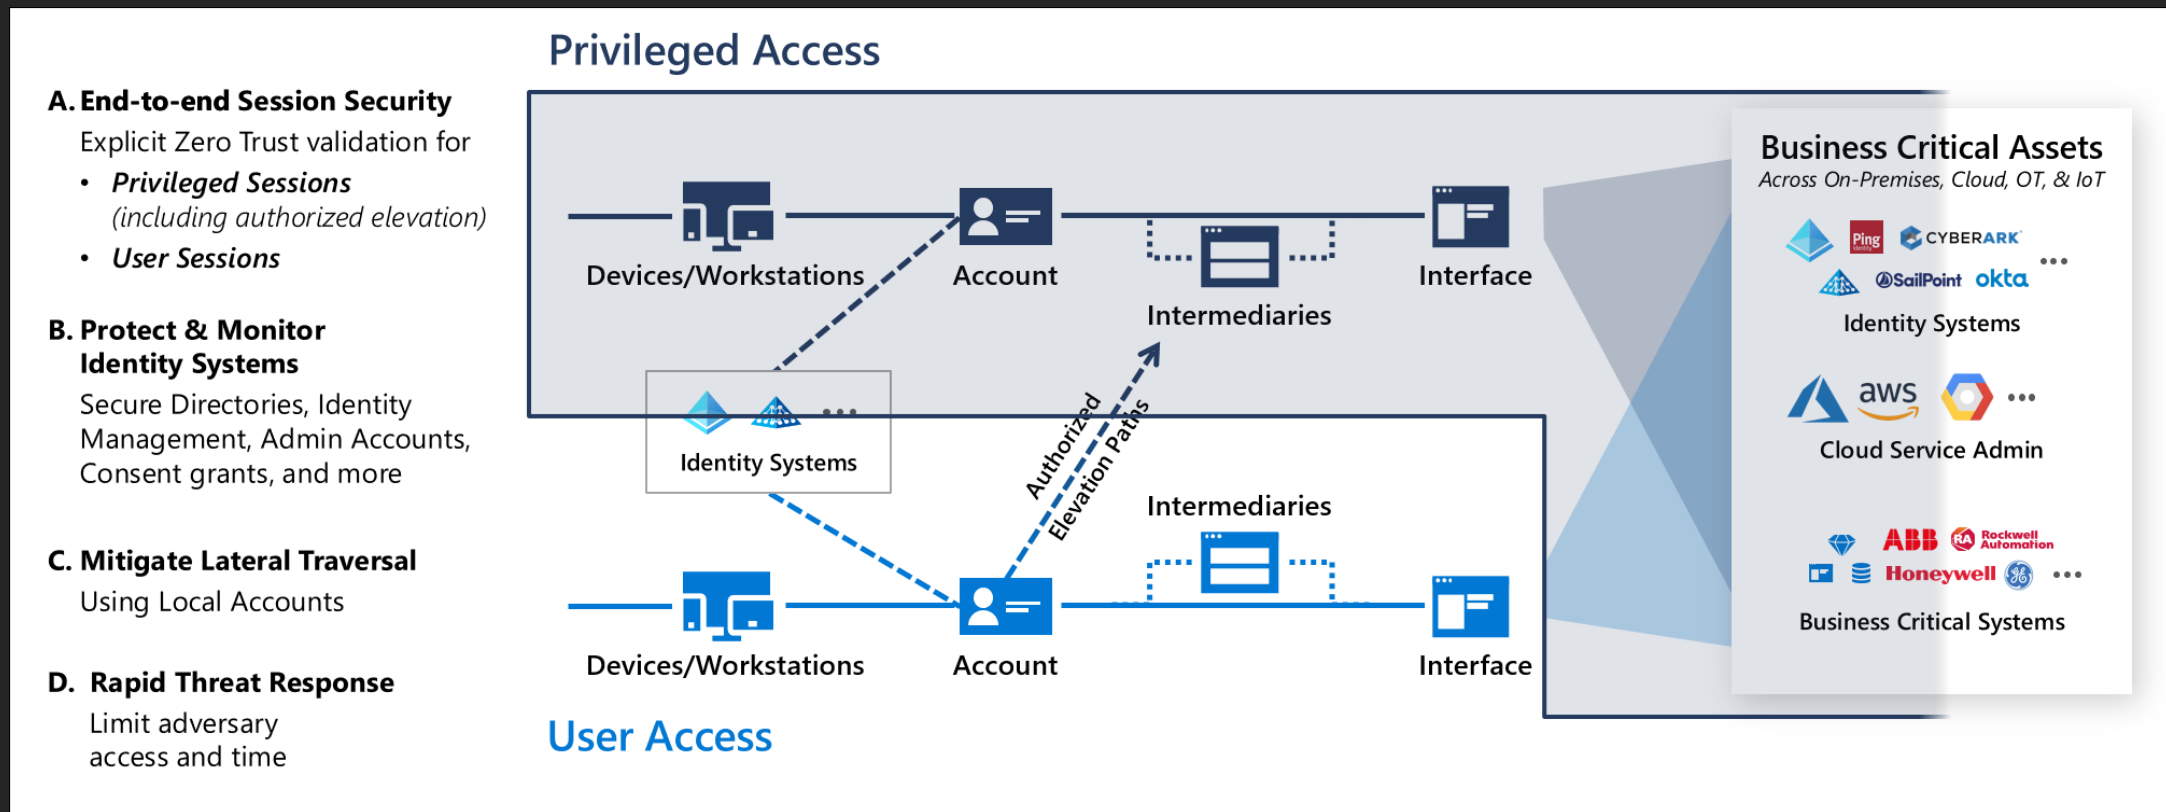 Privileged Access
A. End-to-end Session Security
Explicit Zero Trust validation for
• Privileged Sessions
(including authorized elevation)
• User Sessions
B. Protect & Monitor
Identity Systems
Secure Directories, Identity
Management, Admin Accounts,
Consent grants, and more
C. Mitigate Lateral Traversal
Using Local Accounts
D. Rapid Threat Response
Limit adversary
access and time
Devices/Workstations
Account
Intermediaries
Interface
Identity Systems
Authorized
Elevation Paths
Intermediaries
Devices/Workstations
Account
Interface
User Access
Business Critical Assets
Across On-Premises, Cloud, OT, & IoT
Ping
Identity
CYBERARK
SailPoint
okta
Identity Systems
aws
Cloud Service Admin
ABB
RA
Rockwell
Automation
Honeywell
GE
Business Critical Systems